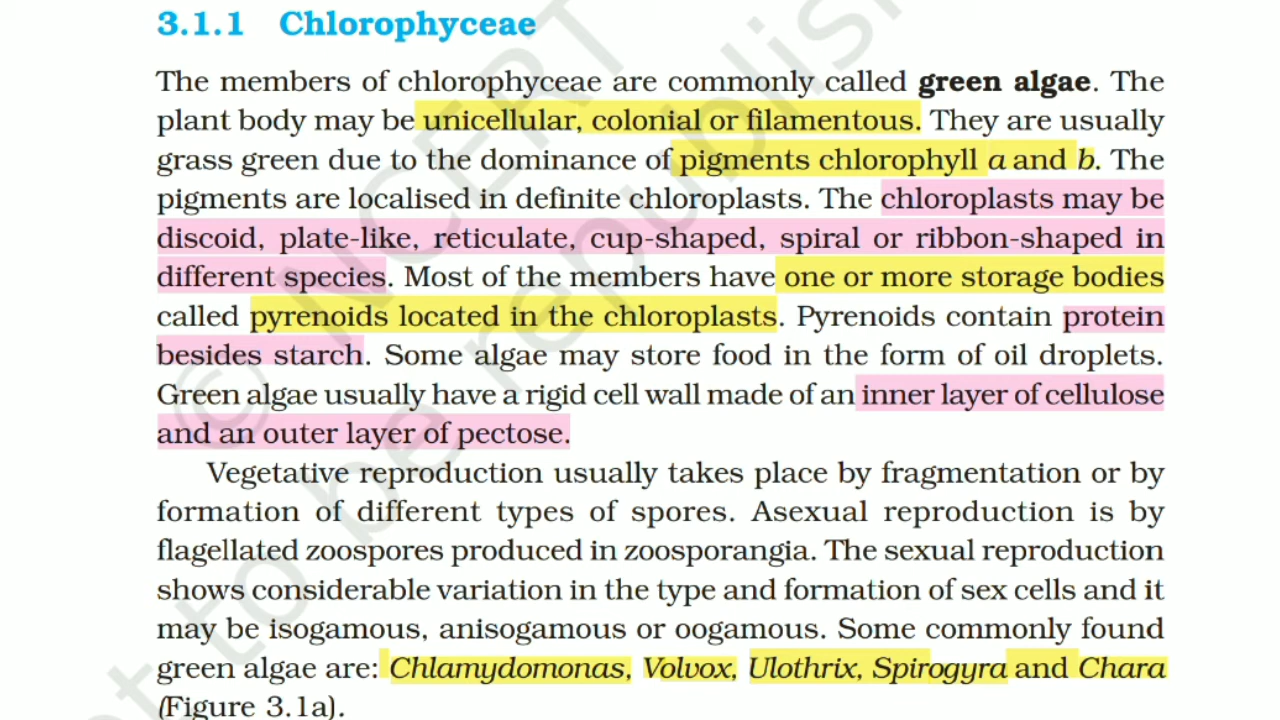 3.1.1 Chlorophyceae
The members of chlorophyceae are commonly called green algae. The
plant body may be unicellular, colonial or filamentous. They are usually
grass green due to the dominance of pigments chlorophyll a and b. The
pigments are localised in definite chloroplasts. The chloroplasts may be
discoid, plate-like, reticulate, cup-shaped, spiral or ribbon-shaped in
different species. Most of the members have one or more storage bodies
called pyrenoids located in the chloroplasts. Pyrenoids contain protein
besides starch. Some algae may store food in the form of oil droplets.
Green algae usually have a rigid cell wall made of an inner layer of cellulose
and an outer layer of pectose.
Vegetative reproduction usually takes place by fragmentation or by
formation of different types of spores. Asexual reproduction is by
flagellated zoospores produced in zoosporangia. The sexual reproduction
shows considerable variation in the type and formation of sex cells and it
may be isogamous, anisogamous or oogamous. Some commonly found
green algae are: Chlamydomonas, Volvox, Ulothrix, Spirogyra and Chara
(Figure 3.1a).
© NCERT
to be republis